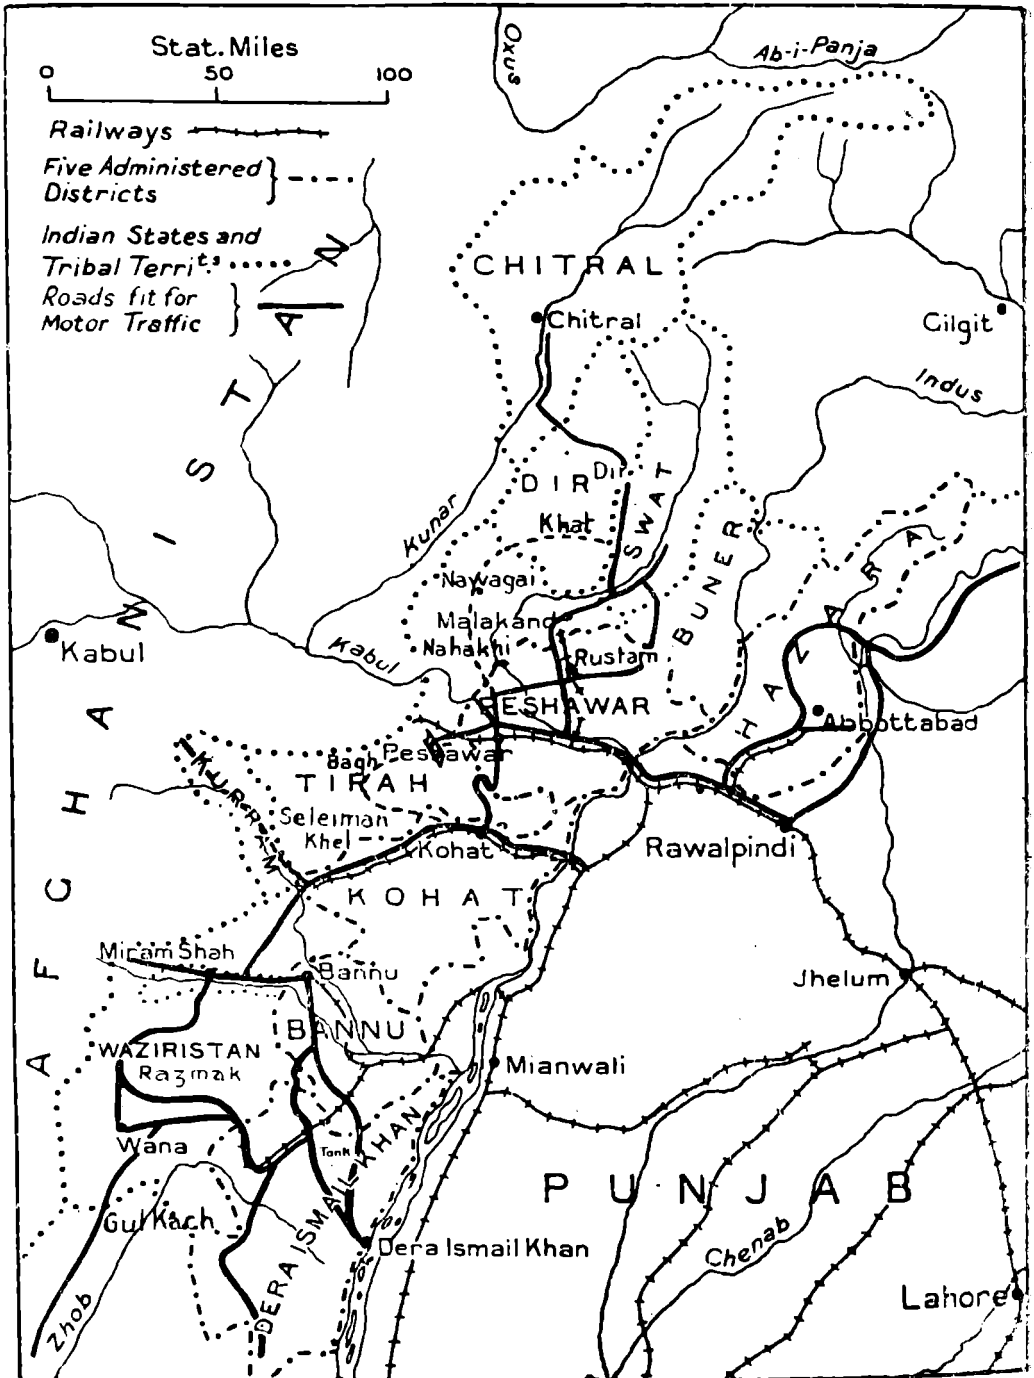 Stat. Miles
0 50 100
Railways
Five Administered
Districts
Indian States and
Tribal Territs
Roads fit for
Motor Traffic
Oxus
Ab-i-Panja
CHITRAL
Chitral
Gilgit
Indus
AFGHANISTAN
DIR
Dir
Khat
SWAT
Kunar
Nawagai
BUNER
HAZARA
Malakand
Nahakhi
Kabul
Kabul
Rustam
PESHAWAR
Abbottabad
Peshawar
Bagh
TIRAH
KURRAM
Seleiman
Khel
Kohat
Rawalpindi
KOHAT
Miram Shah
Bannu
Jhelum
BANNU
WAZIRISTAN
Razmak
Mianwali
Wana
Tank
PUNJAB
Gul Kach
DERA ISMAIL KHAN
Dera Ismail Khan
Chenab
Zhob
Lahore